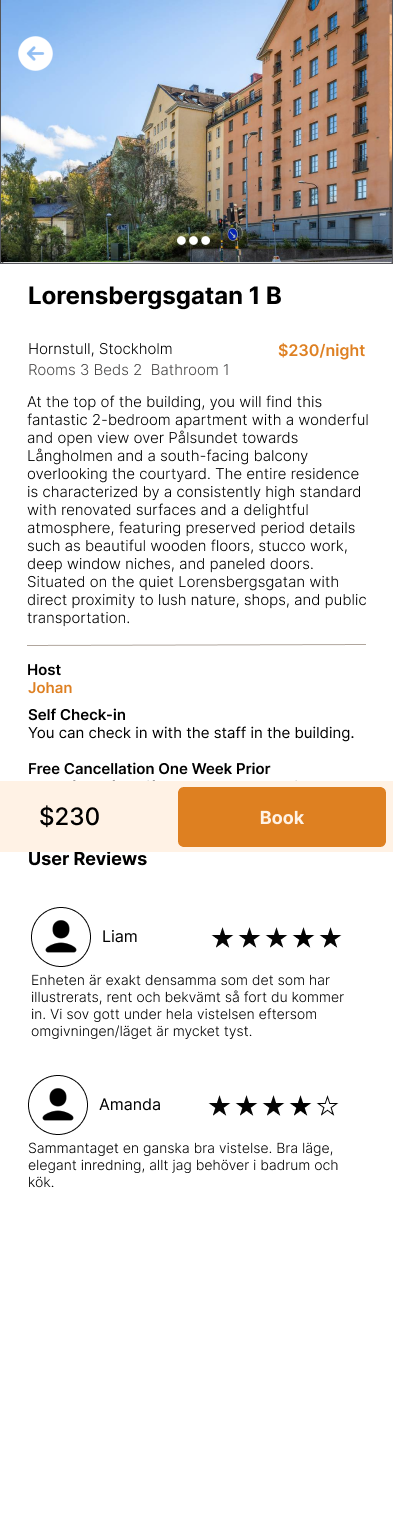 Lorensbergsgatan 1 B
Hornstull, Stockholm
$230/night
Rooms 3 Beds 2 Bathroom 1
At the top of the building, you will find this
fantastic 2-bedroom apartment with a wonderful
and open view over Pålsundet towards
Långholmen and a south-facing balcony
overlooking the courtyard. The entire residence
is characterized by a consistently high standard
with renovated surfaces and a delightful
atmosphere, featuring preserved period details
such as beautiful wooden floors, stucco work,
deep window niches, and paneled doors.
Situated on the quiet Lorensbergsgatan with
direct proximity to lush nature, shops, and public
transportation.
Host
Johan
Self Check-in
You can check in with the staff in the building.
Free Cancellation One Week Prior
$230
Book
User Reviews
Liam
★★★★★
Enheten är exakt densamma som det som har
illustrerats, rent och bekvämt så fort du kommer
in. Vi sov gott under hela vistelsen eftersom
omgivningen/läget är mycket tyst.
Amanda
★★★★☆
Sammantaget en ganska bra vistelse. Bra läge,
elegant inredning, allt jag behöver i badrum och
kök.